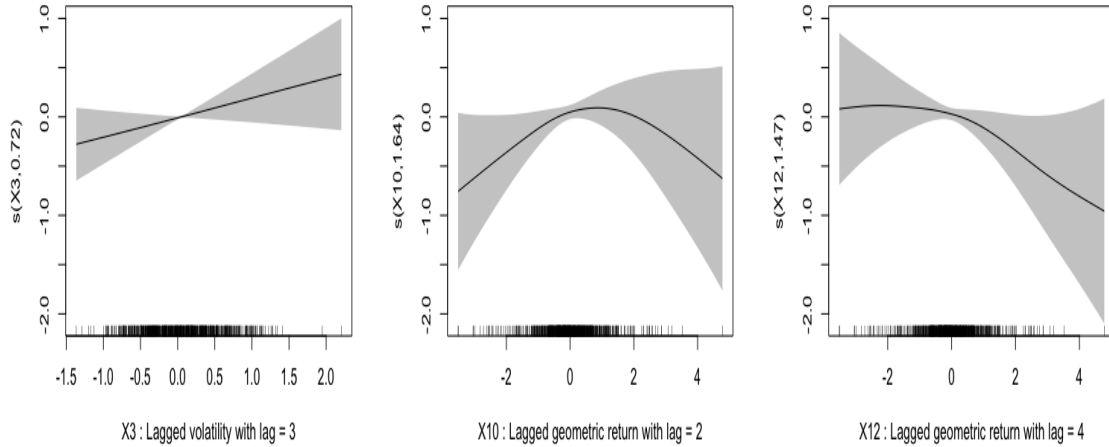 s(X3,0.72)
1.0
0.0
-1.0
-2.0
-1.5 -1.0 -0.5 0.0 0.5 1.0 1.5 2.0
X3 : Lagged volatility with lag = 3
s(X10,1.64)
1.0
0.0
-1.0
-2.0
-2 0 2 4
X10 : Lagged geometric return with lag = 2
s(X12,1.47)
1.0
0.0
-1.0
-2.0
-2 0 2 4
X12 : Lagged geometric return with lag = 4